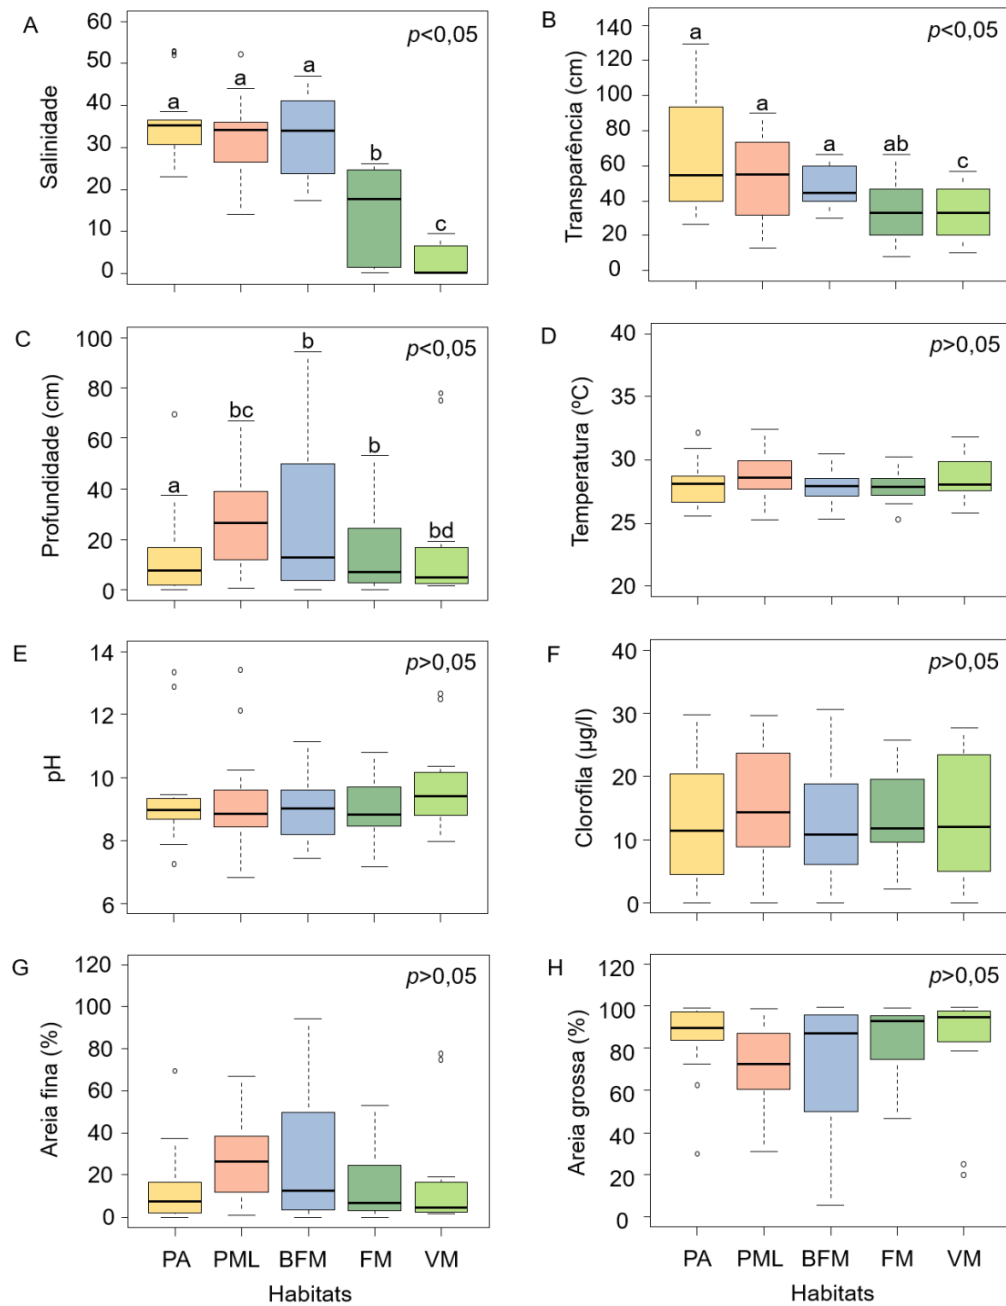 A
Salinidade
60
50
40
30
20
10
0
p<0,05
a
a
a
b
c
B
Transparência (cm)
140
120
100
80
60
40
20
0
p<0,05
a
a
a
ab
c
C
Profundidade (cm)
100
80
60
40
20
0
p<0,05
a
bc
b
b
bd
D
Temperatura (ºC)
40
35
30
25
20
p>0,05
E
pH
14
12
10
8
6
p>0,05
F
Clorofila (µg/l)
40
30
20
10
0
p>0,05
G
Areia fina (%)
120
100
80
60
40
20
0
p>0,05
PA PML BFM FM VM
Habitats
H
Areia grossa (%)
120
100
80
60
40
20
0
p>0,05
PA PML BFM FM VM
Habitats